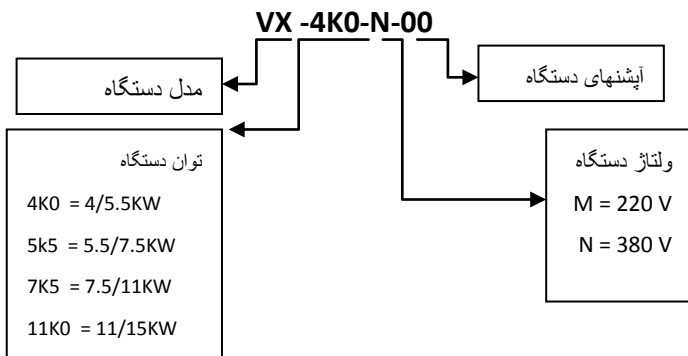 VX -4K0-N-00
آپشنهای دستگاه
مدل دستگاه
توان دستگاه
4K0 = 4/5.5KW
5k5 = 5.5/7.5KW
7K5 = 7.5/11KW
11K0 = 11/15KW
ولتاژ دستگاه
M = 220 V
N = 380 V